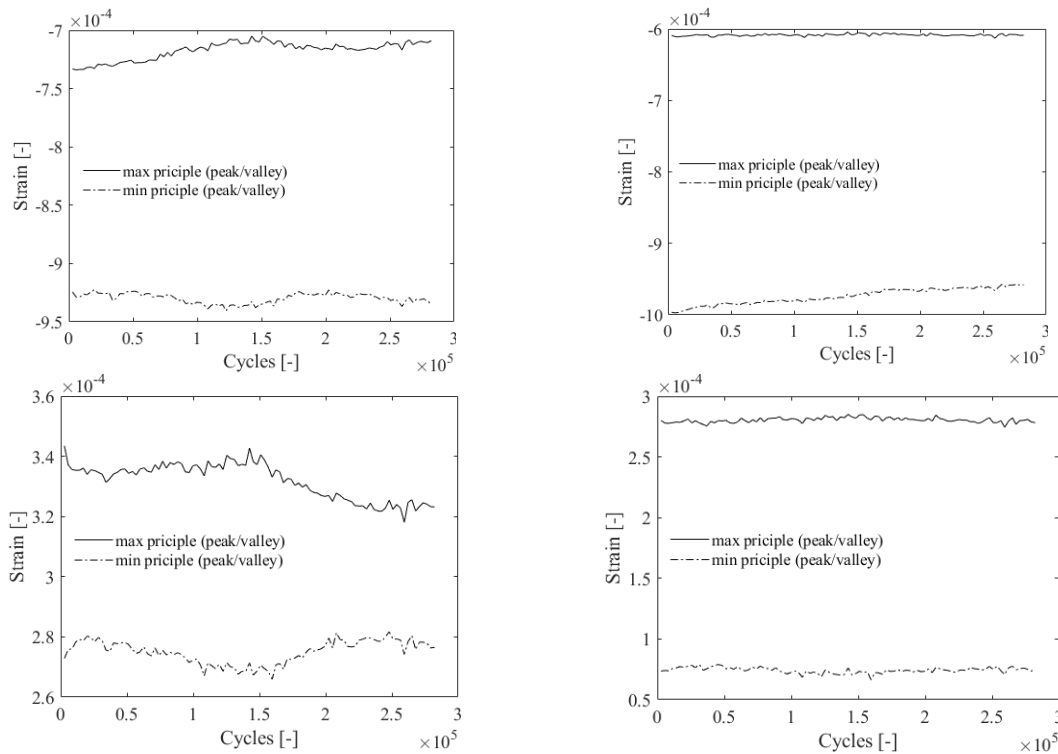 ×10⁻⁴
-7
-7.5
-8
-8.5
-9
-9.5
Strain [-]
max priciple (peak/valley)
min priciple (peak/valley)
0 0.5 1 1.5 2 2.5 3
Cycles [-]
×10⁵
×10⁻⁴
-6
-7
-8
-9
-10
Strain [-]
max priciple (peak/valley)
min priciple (peak/valley)
0 0.5 1 1.5 2 2.5 3
Cycles [-]
×10⁵
×10⁻⁴
3.6
3.4
3.2
3
2.8
2.6
Strain [-]
max priciple (peak/valley)
min priciple (peak/valley)
0 0.5 1 1.5 2 2.5 3
Cycles [-]
×10⁵
×10⁻⁴
3
2.5
2
1.5
1
0.5
Strain [-]
max priciple (peak/valley)
min priciple (peak/valley)
0 0.5 1 1.5 2 2.5 3
Cycles [-]
×10⁵